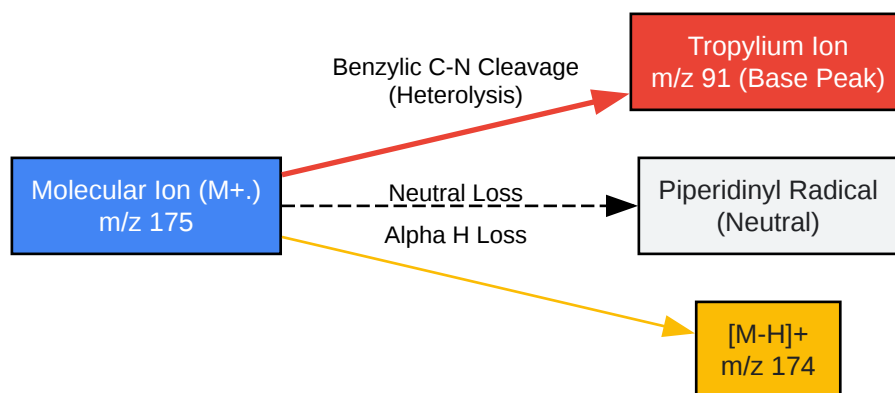 Tropylium Ion
m/z 91 (Base Peak)
Benzylic C-N Cleavage
(Heterolysis)
Molecular Ion (M+.)
m/z 175
Neutral Loss
Piperidinyl Radical
(Neutral)
Alpha H Loss
[M-H]+
m/z 174